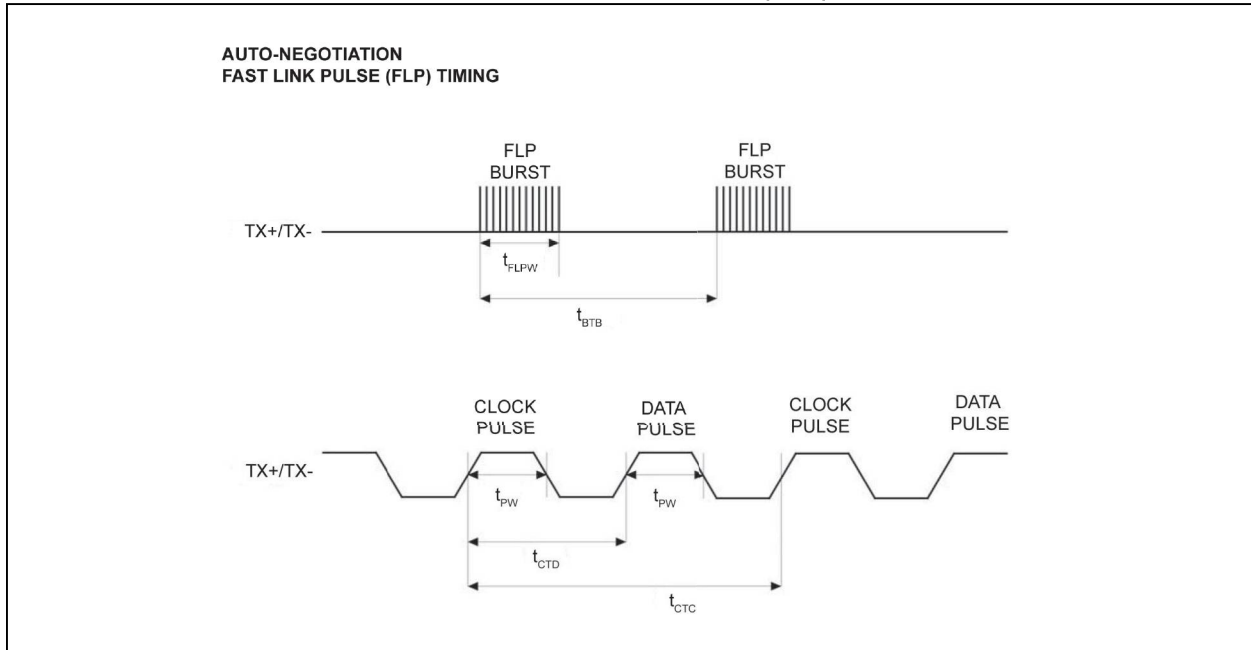 AUTO-NEGOTIATION
FAST LINK PULSE (FLP) TIMING
FLP
BURST
FLP
BURST
TX+/TX-
tFLPW
tBTB
CLOCK
PULSE
DATA
PULSE
CLOCK
PULSE
DATA
PULSE
TX+/TX-
tPW
tPW
tCTD
tCTC